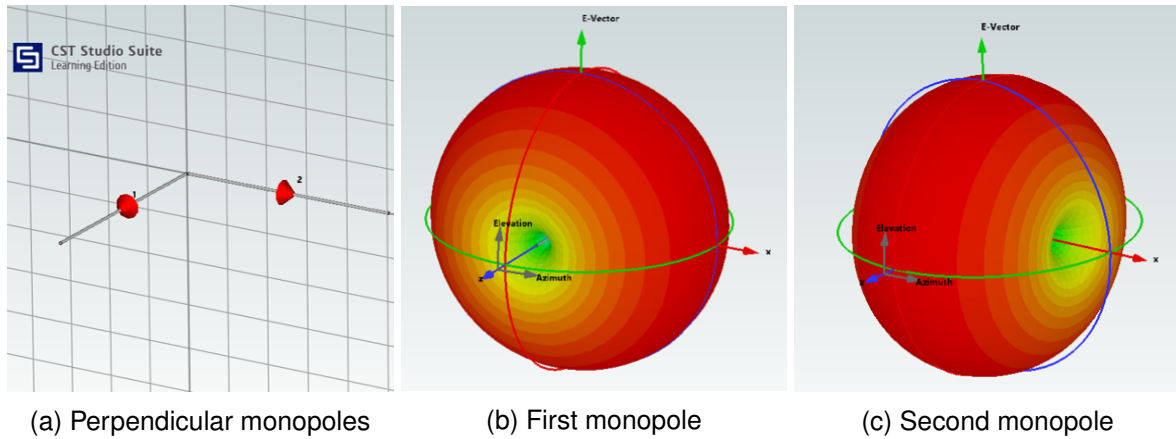 CST Studio Suite
Learning Edition
1
2
E-Vector
Elevation
Azimuth
z
x
E-Vector
Elevation
Azimuth
z
x
(a) Perpendicular monopoles
(b) First monopole
(c) Second monopole